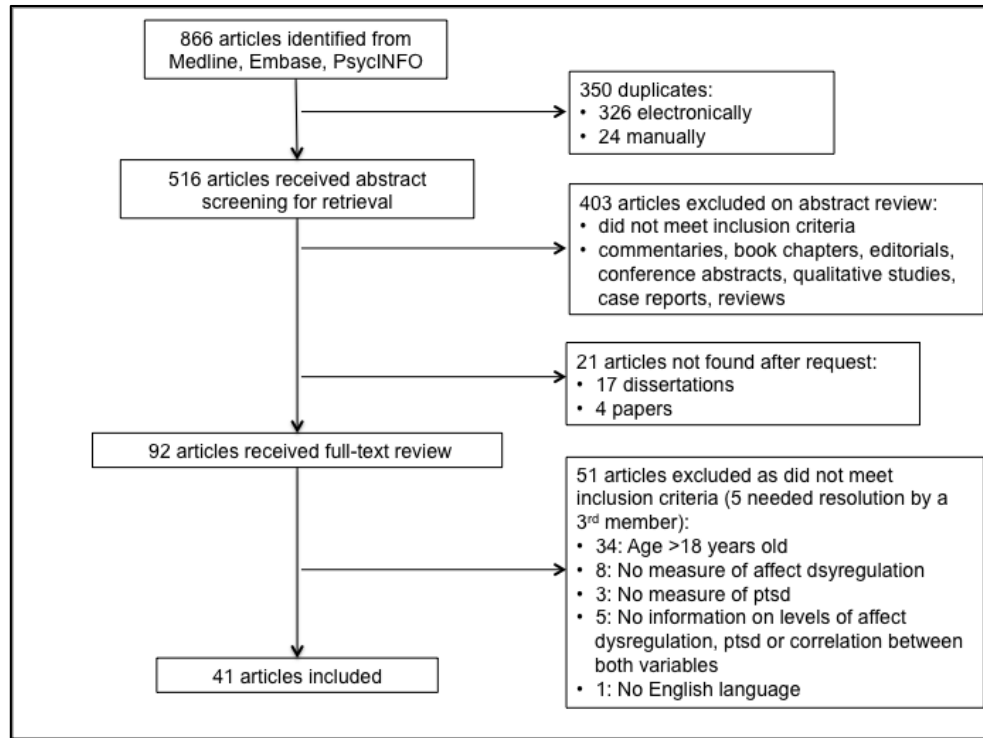 866 articles identified from
Medline, Embase, PsycINFO
350 duplicates:
• 326 electronically
• 24 manually
516 articles received abstract
screening for retrieval
403 articles excluded on abstract review:
• did not meet inclusion criteria
• commentaries, book chapters, editorials,
conference abstracts, qualitative studies,
case reports, reviews
21 articles not found after request:
• 17 dissertations
• 4 papers
92 articles received full-text review
51 articles excluded as did not meet
inclusion criteria (5 needed resolution by a
3rd member):
• 34: Age >18 years old
• 8: No measure of affect dsyregulation
• 3: No measure of ptsd
• 5: No information on levels of affect
dysregulation, ptsd or correlation between
both variables
• 1: No English language
41 articles included